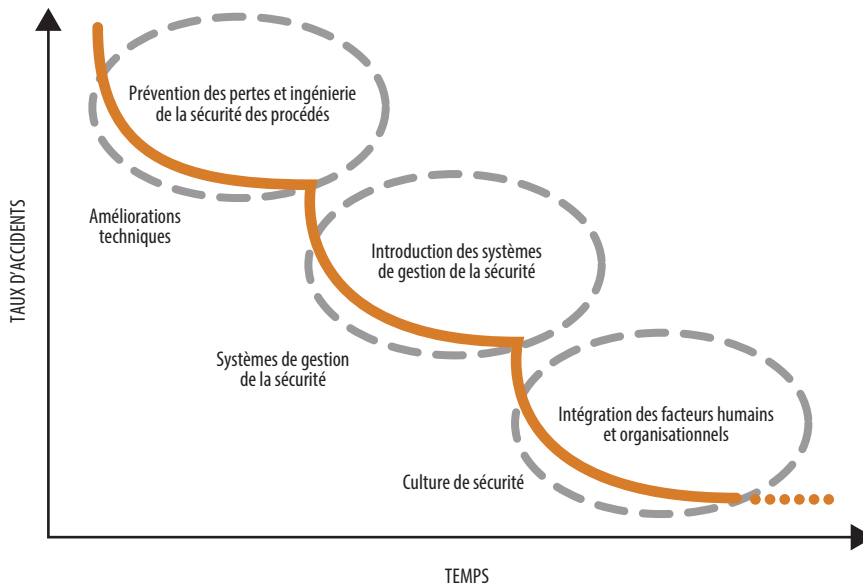 Prévention des pertes et ingénierie
de la sécurité des procédés
TAUX D'ACCIDENTS
Améliorations
techniques
Introduction des systèmes
de gestion de la sécurité
Systèmes de gestion
de la sécurité
Intégration des facteurs humains
et organisationnels
Culture de sécurité
TEMPS